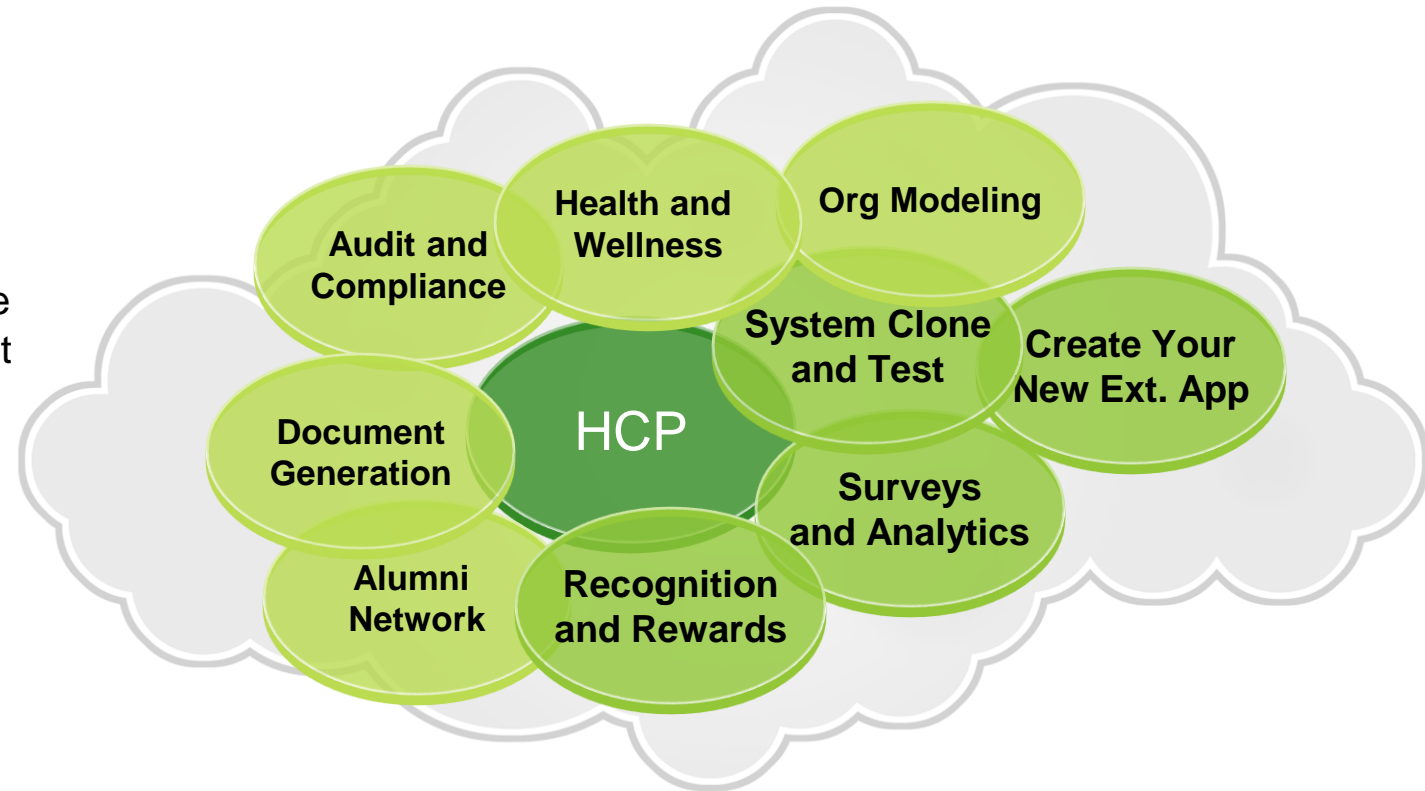 Health and
Wellness
Org Modeling
Audit and
Compliance
e
t
System Clone
and Test
Create Your
New Ext. App
HCP
Document
Generation
Surveys
and Analytics
Alumni
Network
Recognition
and Rewards